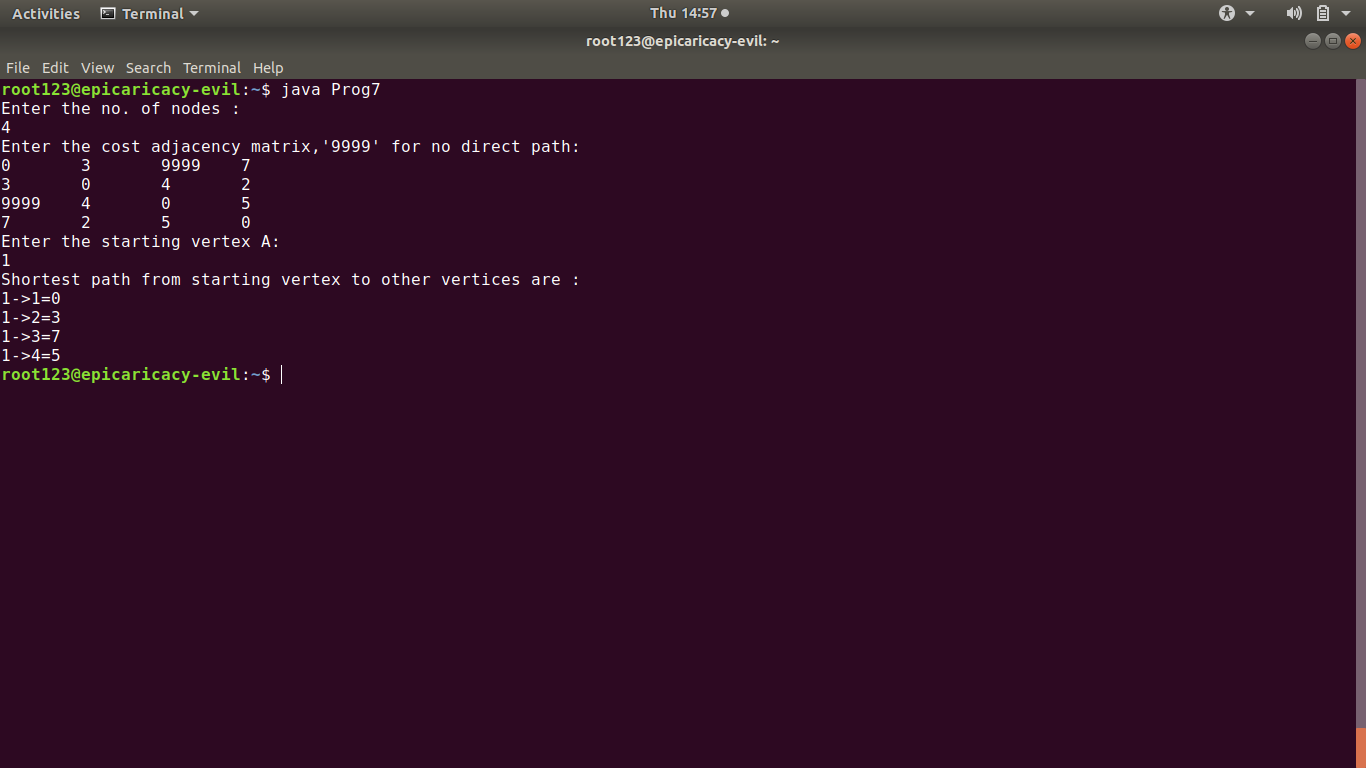 Activities Terminal Thu 14:57
root123@epicaricacy-evil: ~
File Edit View Search Terminal Help
root123@epicaricacy-evil:~$ java Prog7
Enter the no. of nodes :
4
Enter the cost adjacency matrix,'9999' for no direct path:
0 3 9999 7
3 0 4 2
9999 4 0 5
7 2 5 0
Enter the starting vertex A:
1
Shortest path from starting vertex to other vertices are :
1->1=0
1->2=3
1->3=7
1->4=5
root123@epicaricacy-evil:~$